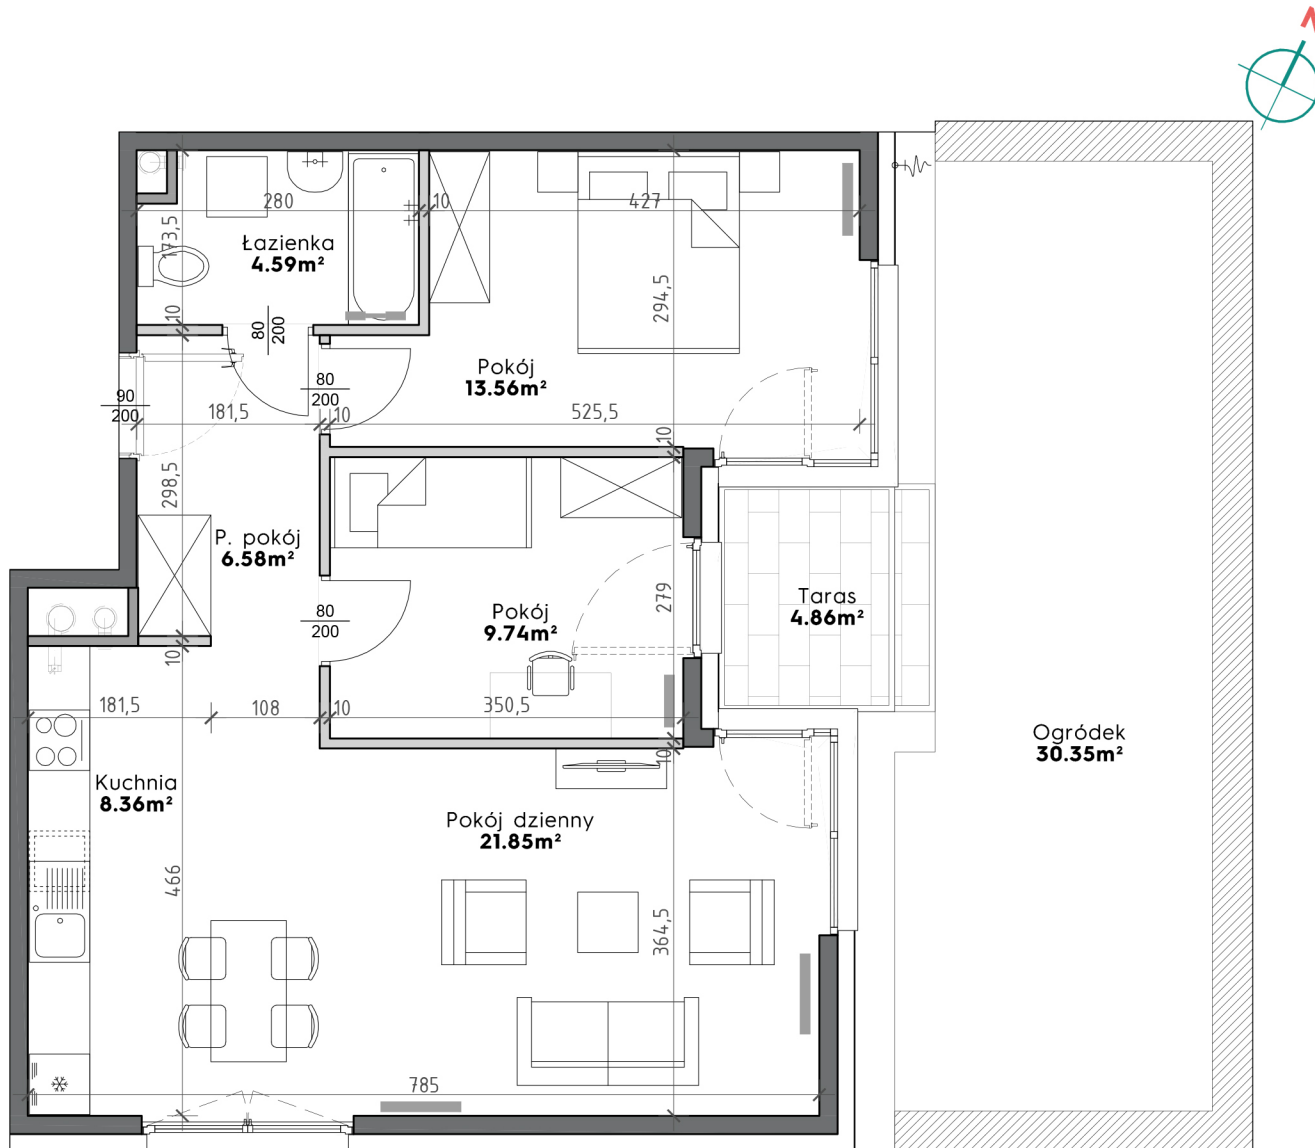 N
280
10
427
173,5
Łazienka
4.59m²
294,5
10
80
200
Pokój
13.56m²
90
200
80
200
181,5
10
525,5
10
298,5
P. pokój
6.58m²
279
Taras
4.86m²
Pokój
9.74m²
80
200
10
181,5
108
10
350,5
Ogródek
30.35m²
10
Kuchnia
8.36m²
Pokój dzienny
21.85m²
466
364,5
785